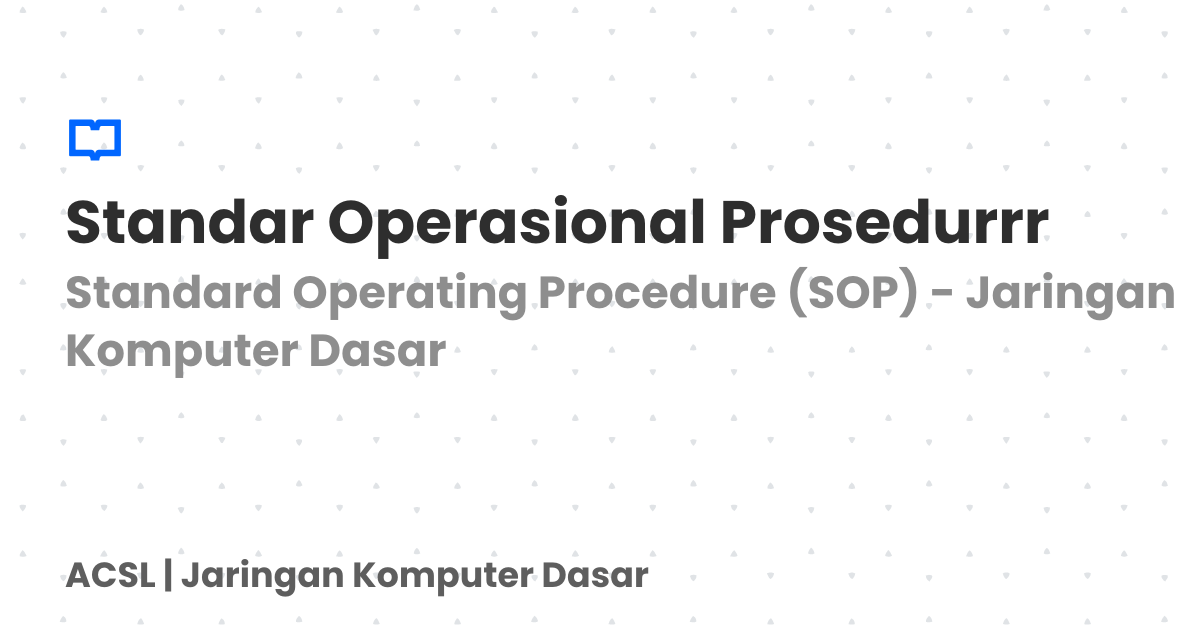 Standar Operasional Prosedurrr
Standard Operating Procedure (SOP) - Jaringan
Komputer Dasar
ACSL | Jaringan Komputer Dasar